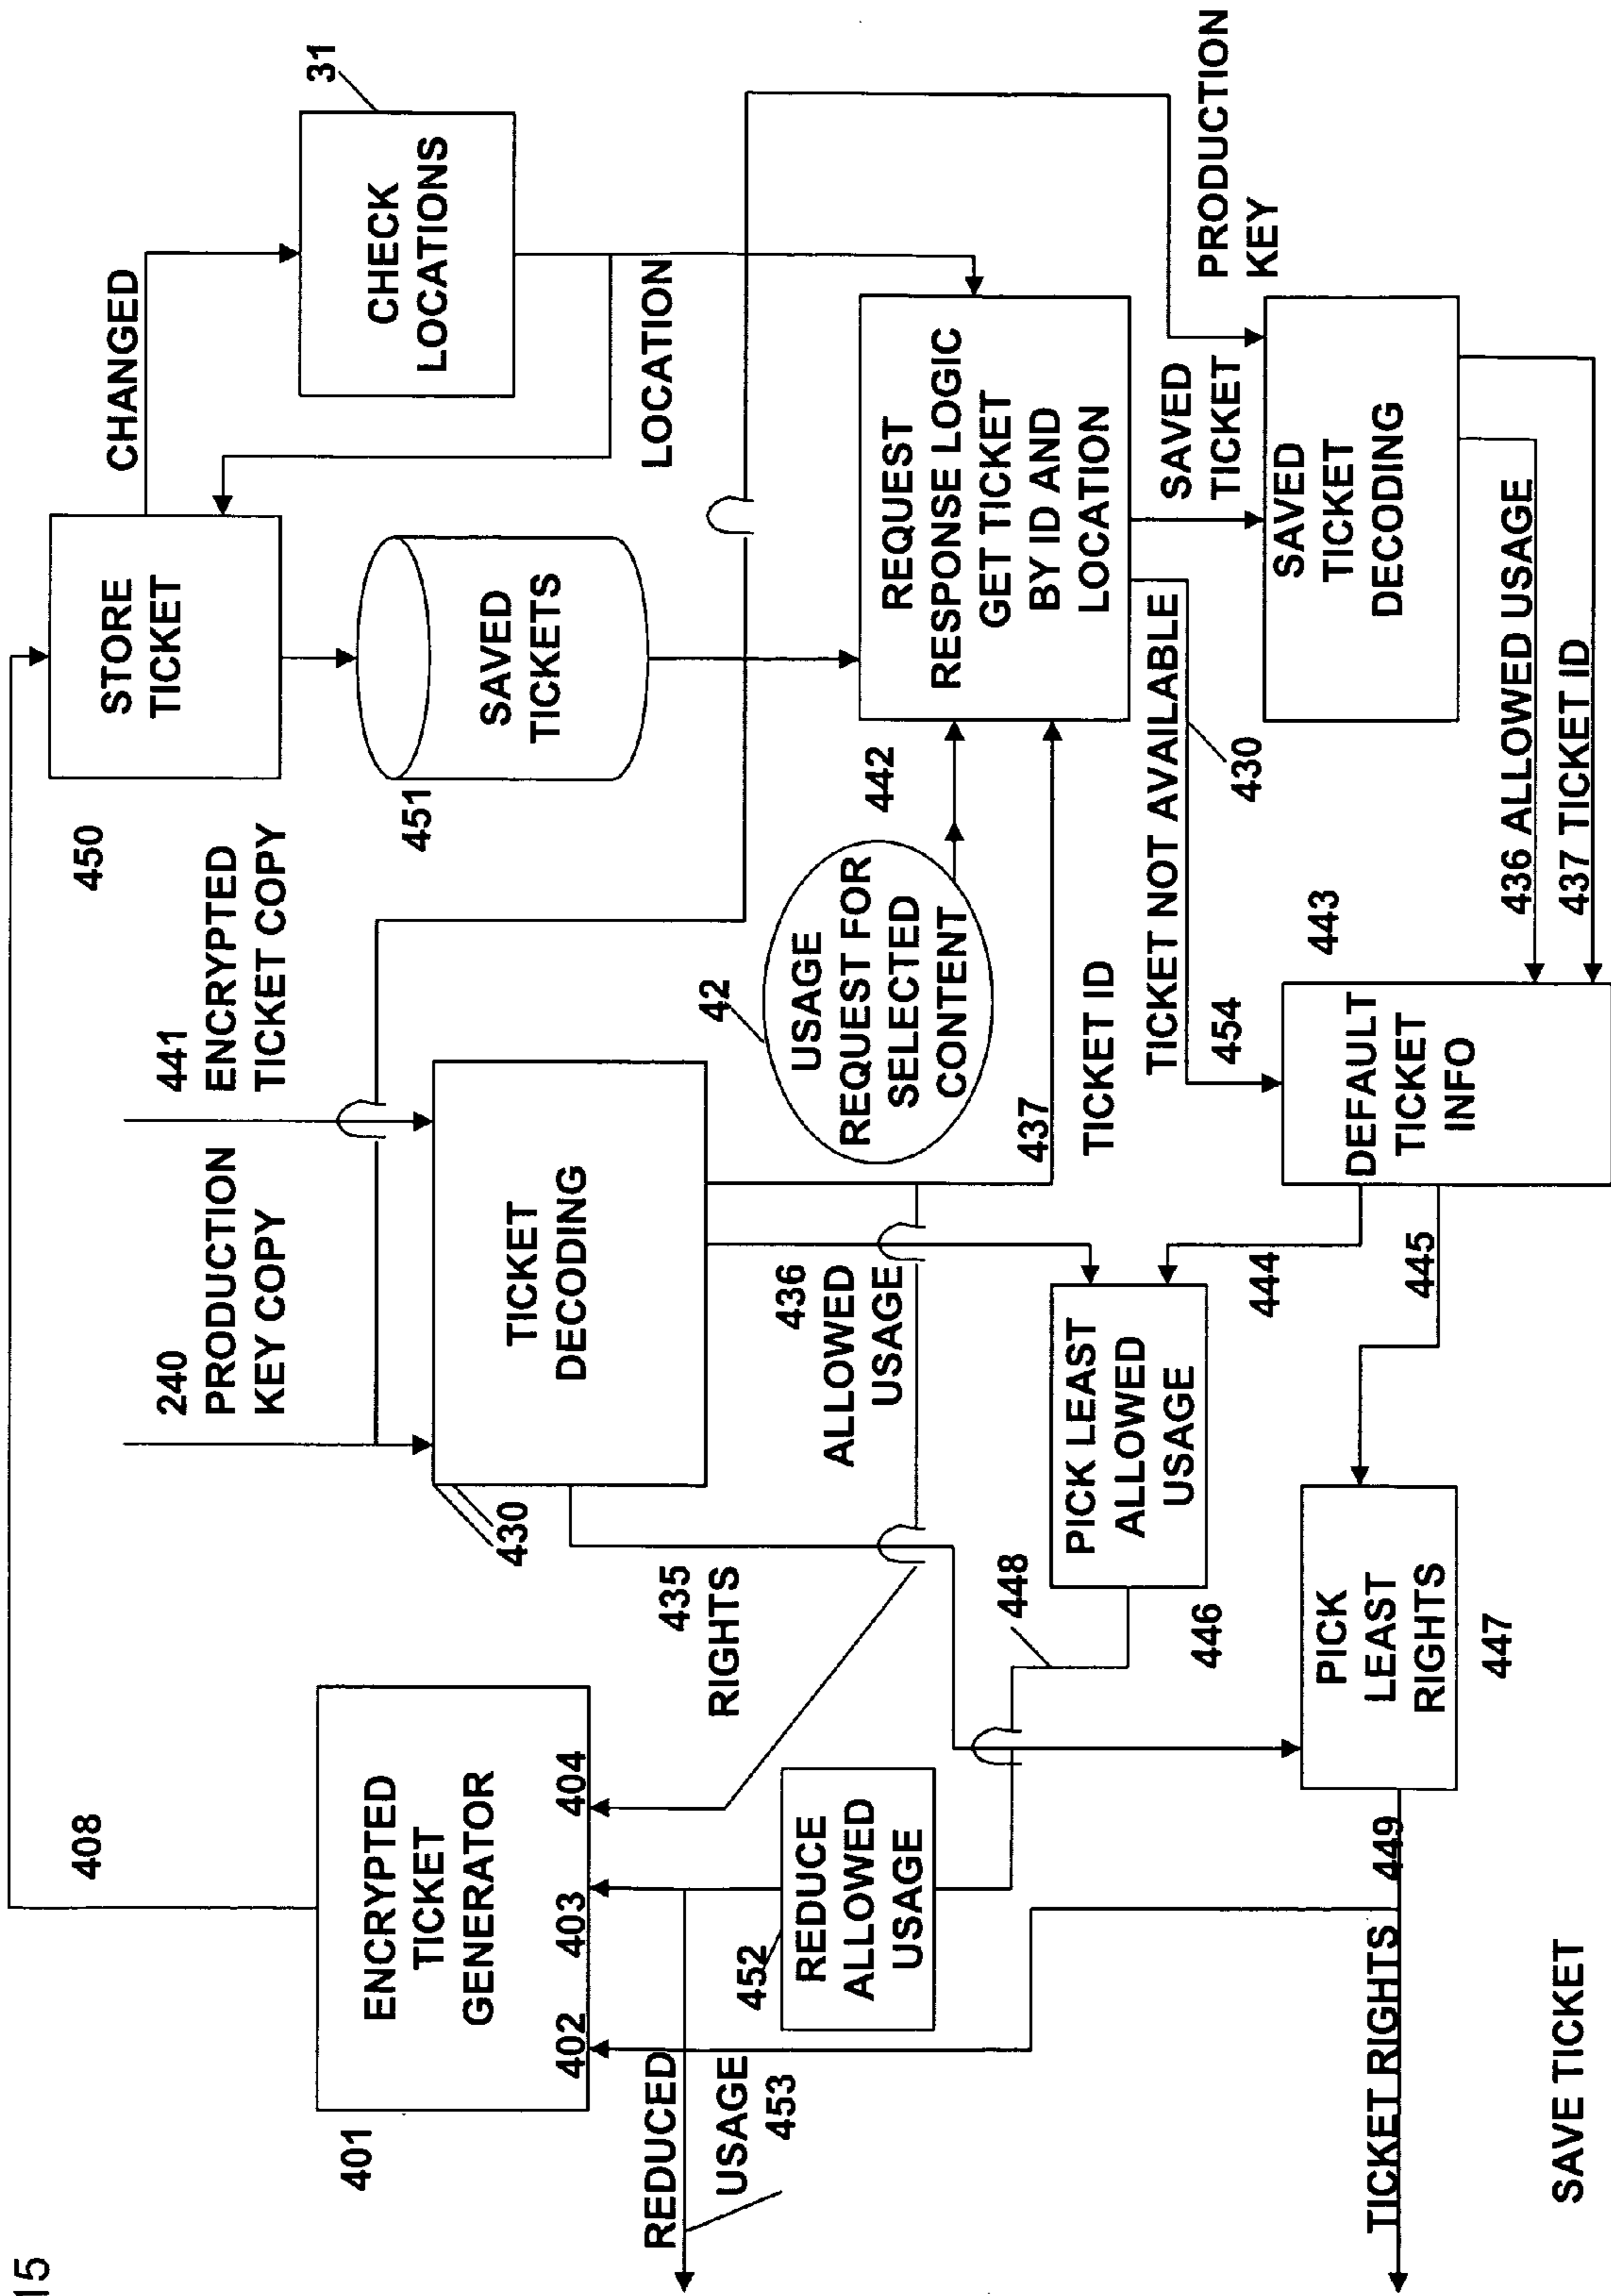 15
401
ENCRYPTED
TICKET
GENERATOR
402
403
404
408
REDUCED
USAGE
453
452
REDUCE
ALLOWED
USAGE
240
PRODUCTION
KEY COPY
441
ENCRYPTED
TICKET COPY
430
TICKET
DECODING
435
RIGHTS
436
ALLOWED
USAGE
437
TICKET ID
450
STORE
TICKET
CHANGED
31
CHECK
LOCATIONS
LOCATION
451
SAVED
TICKETS
42
USAGE
REQUEST FOR
SELECTED
CONTENT
442
REQUEST
RESPONSE LOGIC
GET TICKET
BY ID AND
LOCATION
TICKET NOT AVAILABLE
430
454
SAVED
TICKET
PRODUCTION
KEY
SAVED
TICKET
DECODING
436 ALLOWED USAGE
437 TICKET ID
443
DEFAULT
TICKET
INFO
444
445
PICK LEAST
ALLOWED
USAGE
446
448
PICK
LEAST
RIGHTS
447
449
TICKET RIGHTS
SAVE TICKET